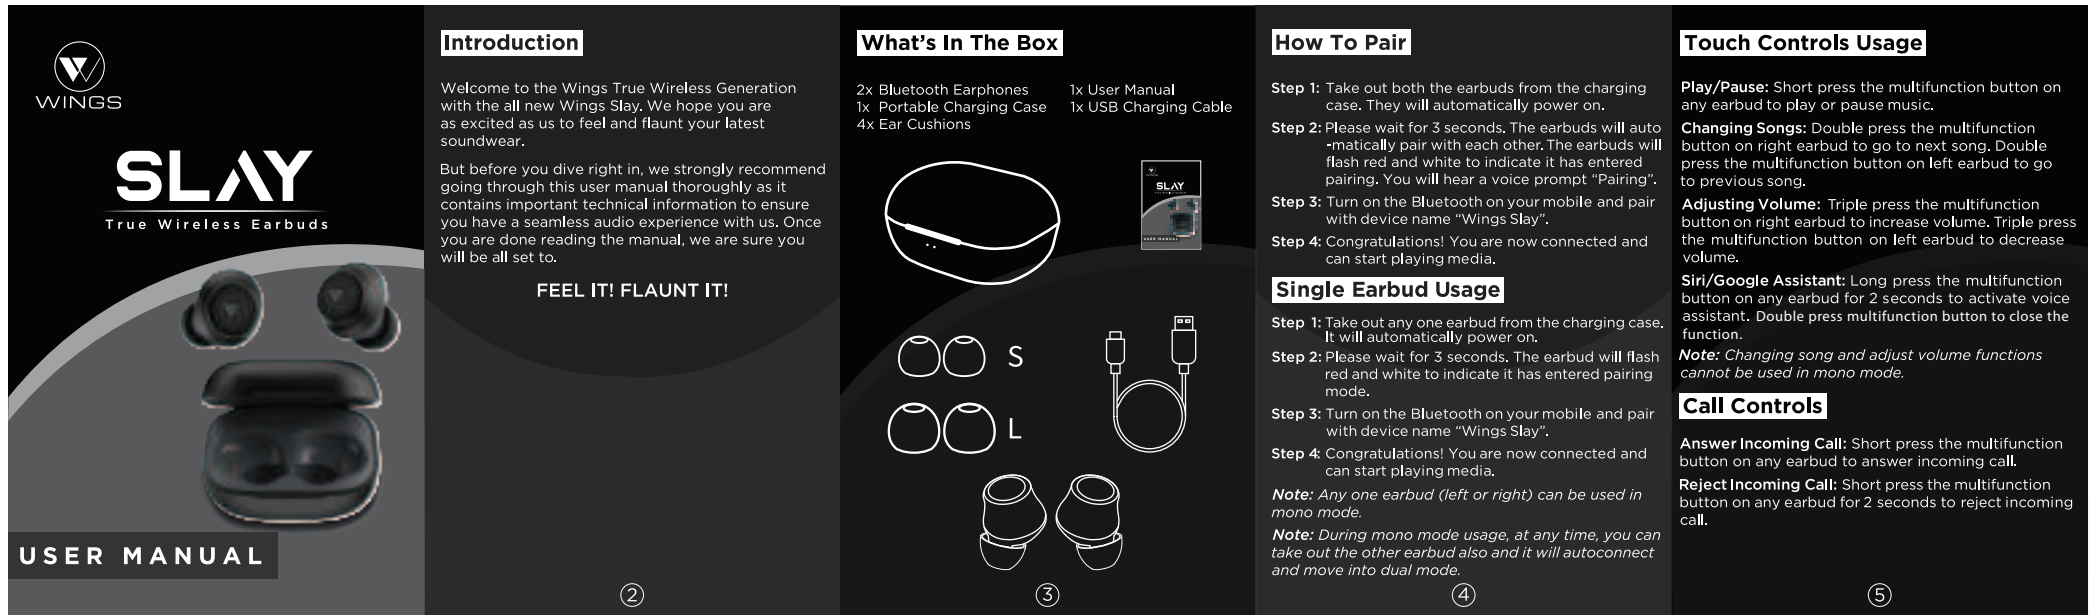 WINGS
SLAY
True Wireless Earbuds
USER MANUAL
Introduction
Welcome to the Wings True Wireless Generation
with the all new Wings Slay. We hope you are
as excited as us to feel and flaunt your latest
soundwear.
But before you dive right in, we strongly recommend
going through this user manual thoroughly as it
contains important technical information to ensure
you have a seamless audio experience with us. Once
you are done reading the manual, we are sure you
will be all set to.
FEEL IT! FLAUNT IT!
2
What's In The Box
2x Bluetooth Earphones
1x Portable Charging Case
4x Ear Cushions
1x User Manual
1x USB Charging Cable
SLAY
USER MANUAL
S
L
3
How To Pair
Step 1: Take out both the earbuds from the charging
case. They will automatically power on.
Step 2: Please wait for 3 seconds. The earbuds will auto
-matically pair with each other. The earbuds will
flash red and white to indicate it has entered
pairing. You will hear a voice prompt “Pairing”.
Step 3: Turn on the Bluetooth on your mobile and pair
with device name “Wings Slay”.
Step 4: Congratulations! You are now connected and
can start playing media.
Single Earbud Usage
Step 1: Take out any one earbud from the charging case.
It will automatically power on.
Step 2: Please wait for 3 seconds. The earbud will flash
red and white to indicate it has entered pairing
mode.
Step 3: Turn on the Bluetooth on your mobile and pair
with device name “Wings Slay”.
Step 4: Congratulations! You are now connected and
can start playing media.
Note: Any one earbud (left or right) can be used in
mono mode.
Note: During mono mode usage, at any time, you can
take out the other earbud also and it will autoconnect
and move into dual mode.
4
Touch Controls Usage
Play/Pause: Short press the multifunction button on
any earbud to play or pause music.
Changing Songs: Double press the multifunction
button on right earbud to go to next song. Double
press the multifunction button on left earbud to go
to previous song.
Adjusting Volume: Triple press the multifunction
button on right earbud to increase volume. Triple press
the multifunction button on left earbud to decrease
volume.
Siri/Google Assistant: Long press the multifunction
button on any earbud for 2 seconds to activate voice
assistant. Double press multifunction button to close the
function.
Note: Changing song and adjust volume functions
cannot be used in mono mode.
Call Controls
Answer Incoming Call: Short press the multifunction
button on any earbud to answer incoming call.
Reject Incoming Call: Short press the multifunction
button on any earbud for 2 seconds to reject incoming
call.
5